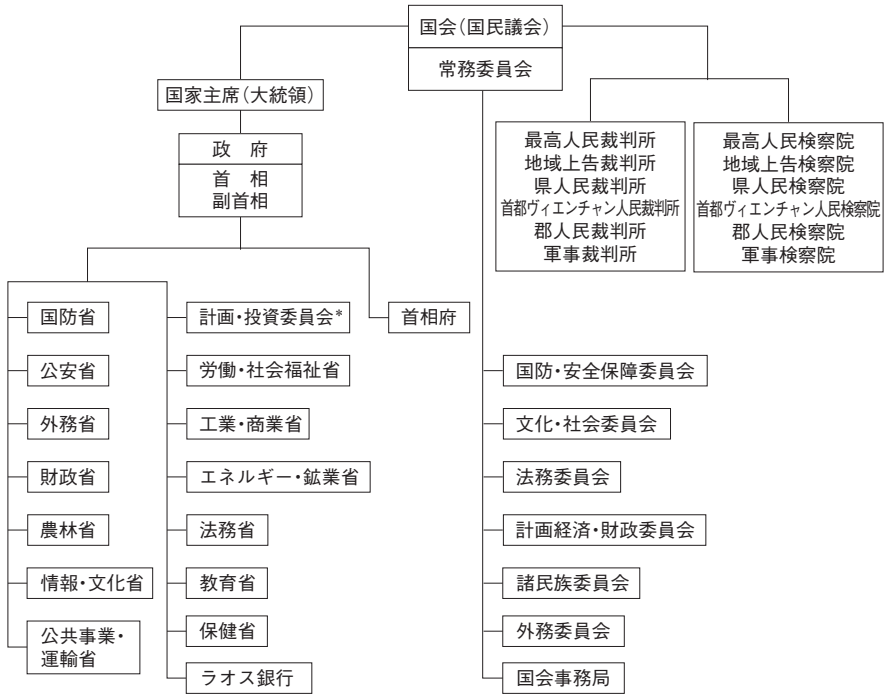 国会（国民議会）
常務委員会
国家主席（大統領）
政　府
首　相
副首相
最高人民裁判所
地域上告裁判所
県人民裁判所
首都ヴィエンチャン人民裁判所
郡人民裁判所
軍事裁判所
最高人民検察院
地域上告検察院
県人民検察院
首都ヴィエンチャン人民検察院
郡人民検察院
軍事検察院
国防省
公安省
外務省
財政省
農林省
情報・文化省
公共事業・
運輸省
計画・投資委員会*
労働・社会福祉省
工業・商業省
エネルギー・鉱業省
法務省
教育省
保健省
ラオス銀行
首相府
国防・安全保障委員会
文化・社会委員会
法務委員会
計画経済・財政委員会
諸民族委員会
外務委員会
国会事務局